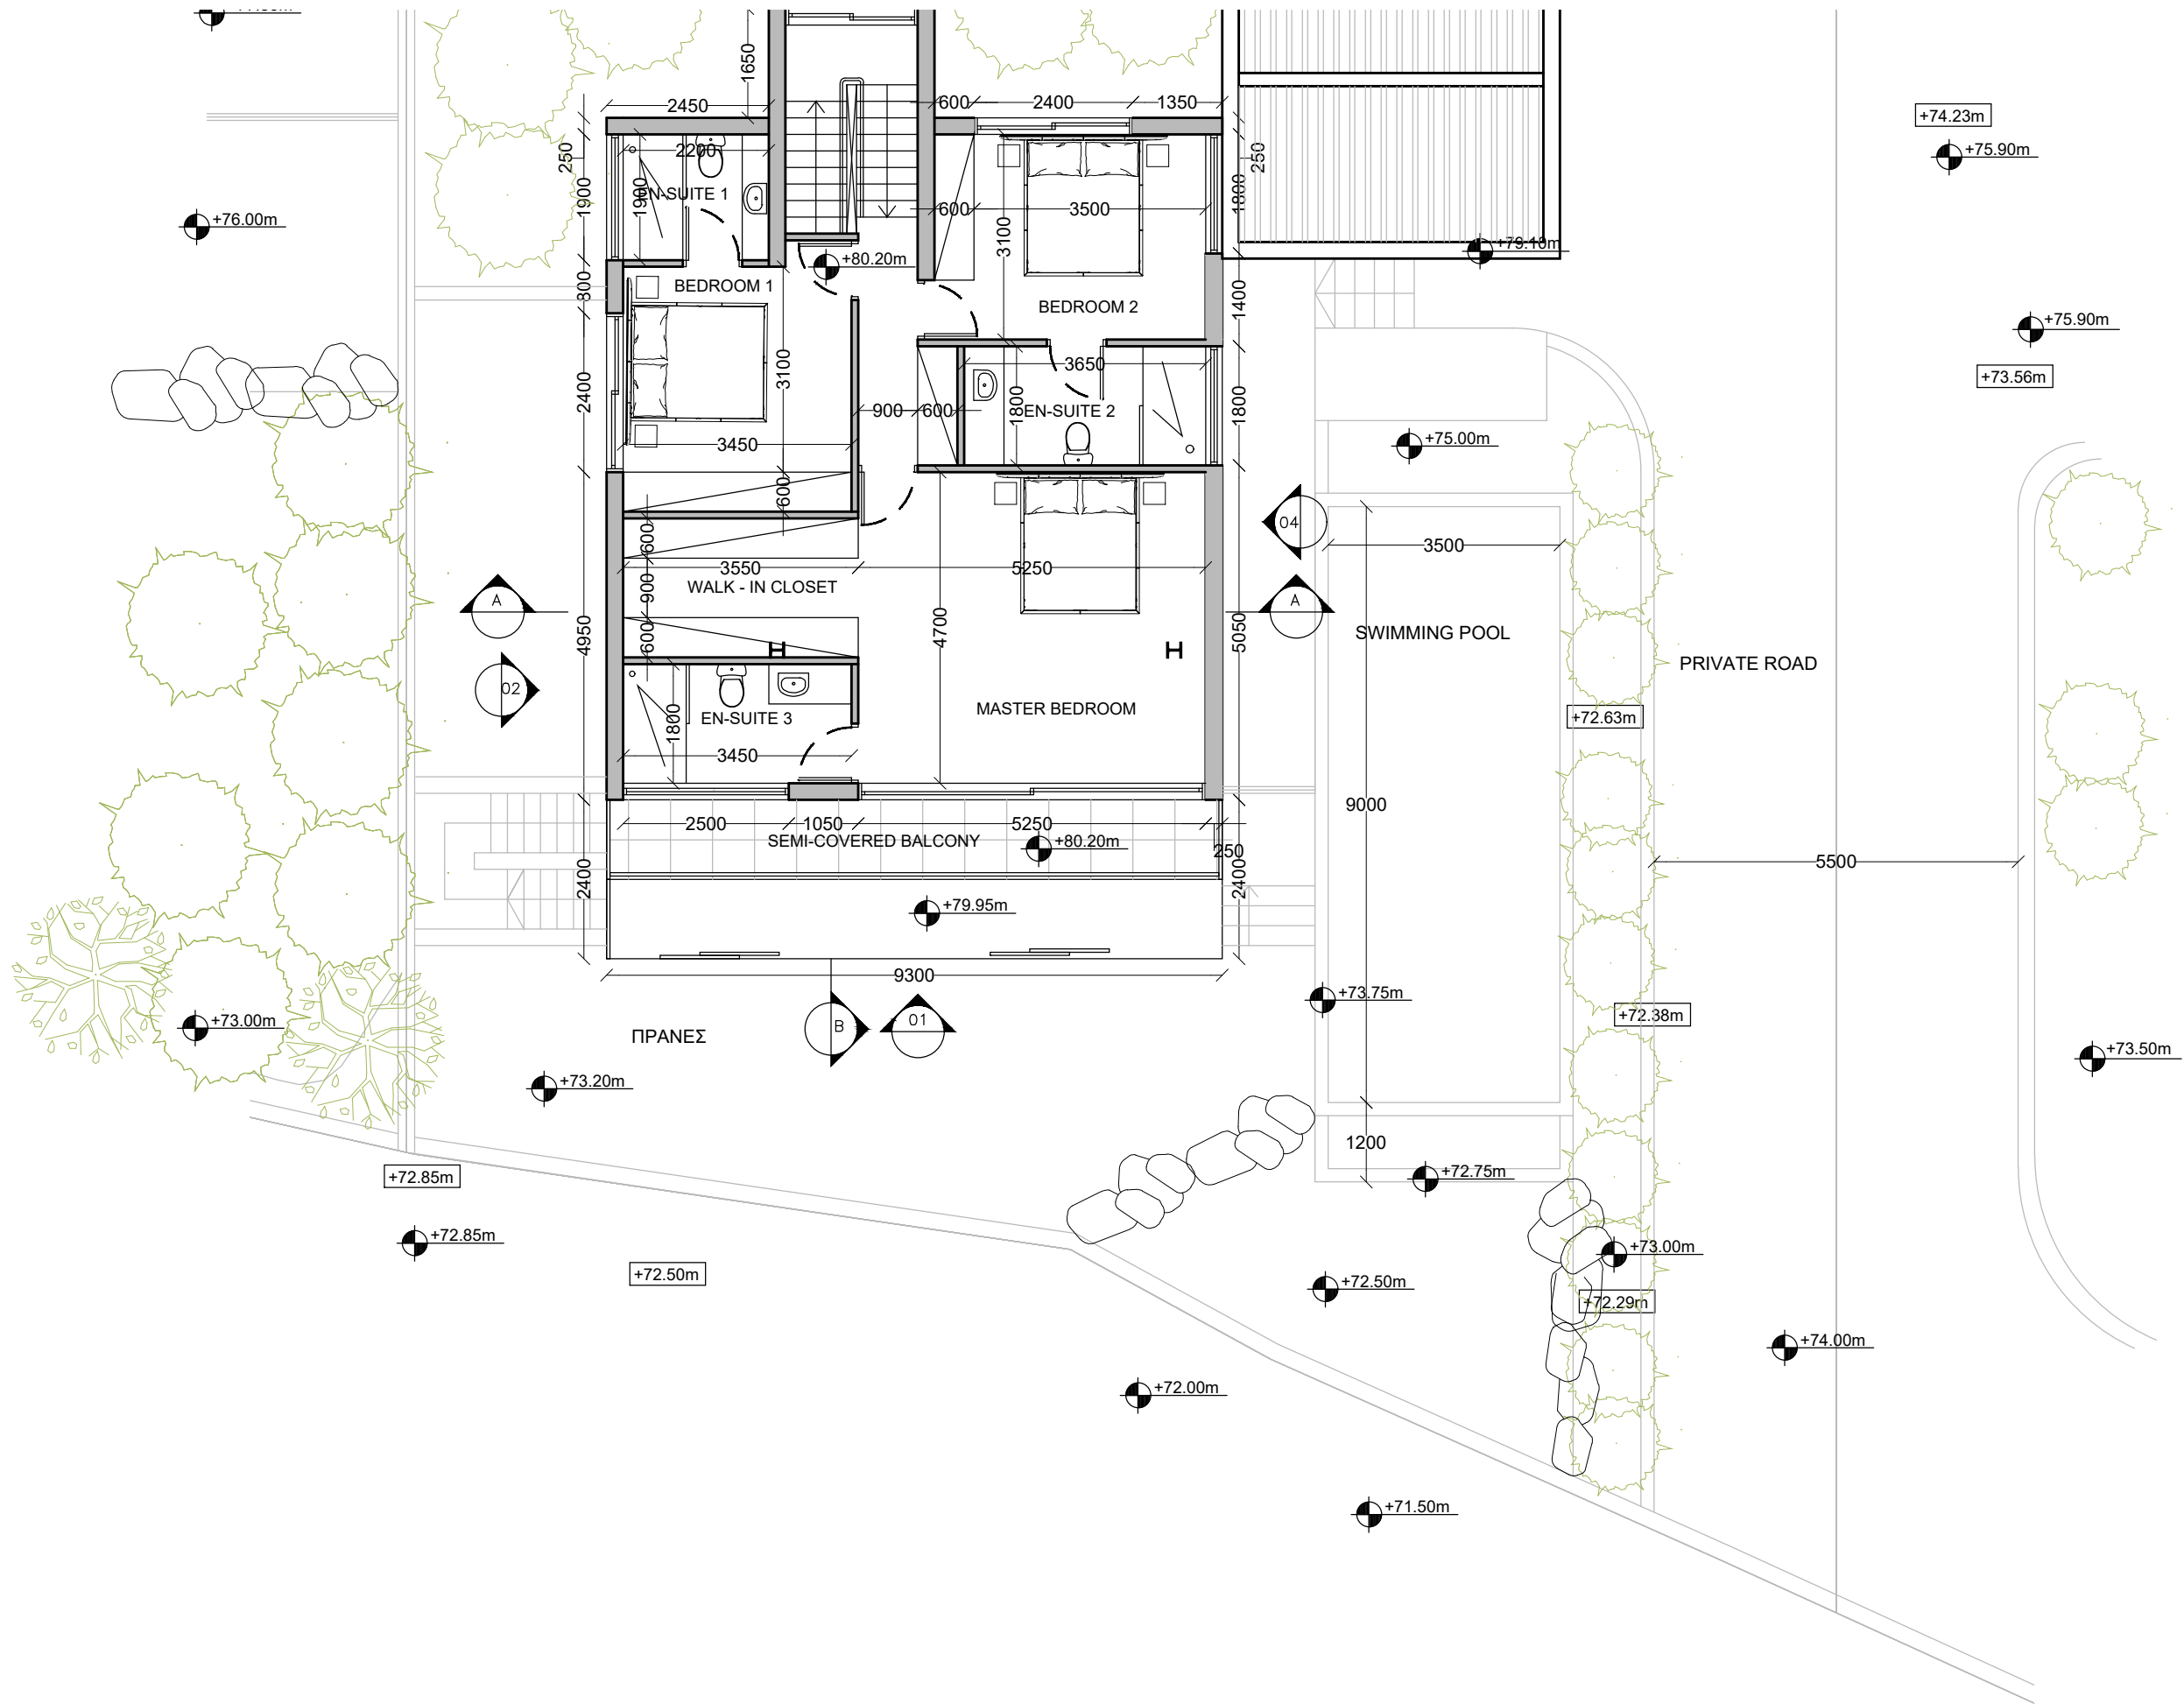 1650
2450
600
2400
1350
+74.23m
250
2200
250
+75.90m
1900
1900
EN-SUITE 1
1800
600
3500
+76.00m
3100
+79.10m
+80.20m
800
BEDROOM 1
BEDROOM 2
1400
+75.90m
3100
3650
+73.56m
2400
900
600
1800
EN-SUITE 2
1800
3450
+75.00m
600
600
04
3500
3550
5250
WALK - IN CLOSET
900
A
A
4950
600
4700
5050
SWIMMING POOL
H
H
PRIVATE ROAD
02
EN-SUITE 3
1800
MASTER BEDROOM
+72.63m
3450
9000
2500
1050
5250
SEMI-COVERED BALCONY
+80.20m
250
5500
2400
2400
+79.95m
9300
+73.75m
+73.00m
B
01
+72.38m
ΠΡΑΝΕΣ
+73.50m
+73.20m
1200
+72.85m
+72.75m
+72.85m
+73.00m
+72.50m
+72.50m
+72.29m
+74.00m
+72.00m
+71.50m